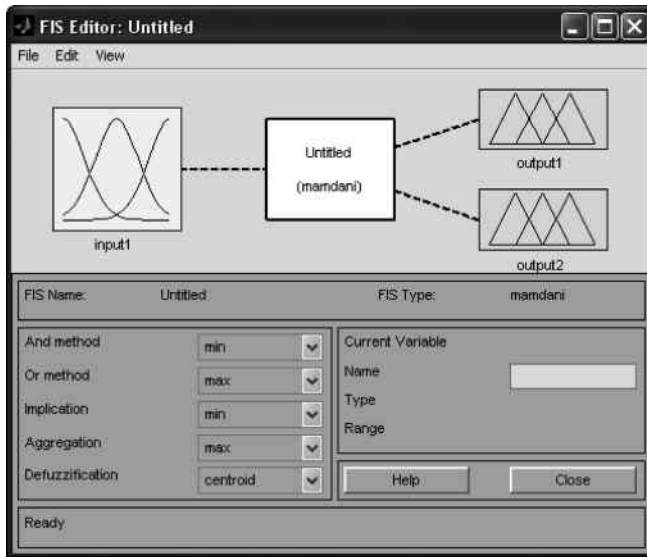 FIS Editor: Untitled
File Edit View
Untitled
(mamdani)
input1
output1
output2
FIS Name: Untitled FIS Type: mamdani
And method min
Or method max
Implication min
Aggregation max
Defuzzification centroid
Current Variable
Name
Type
Range
Help Close
Ready